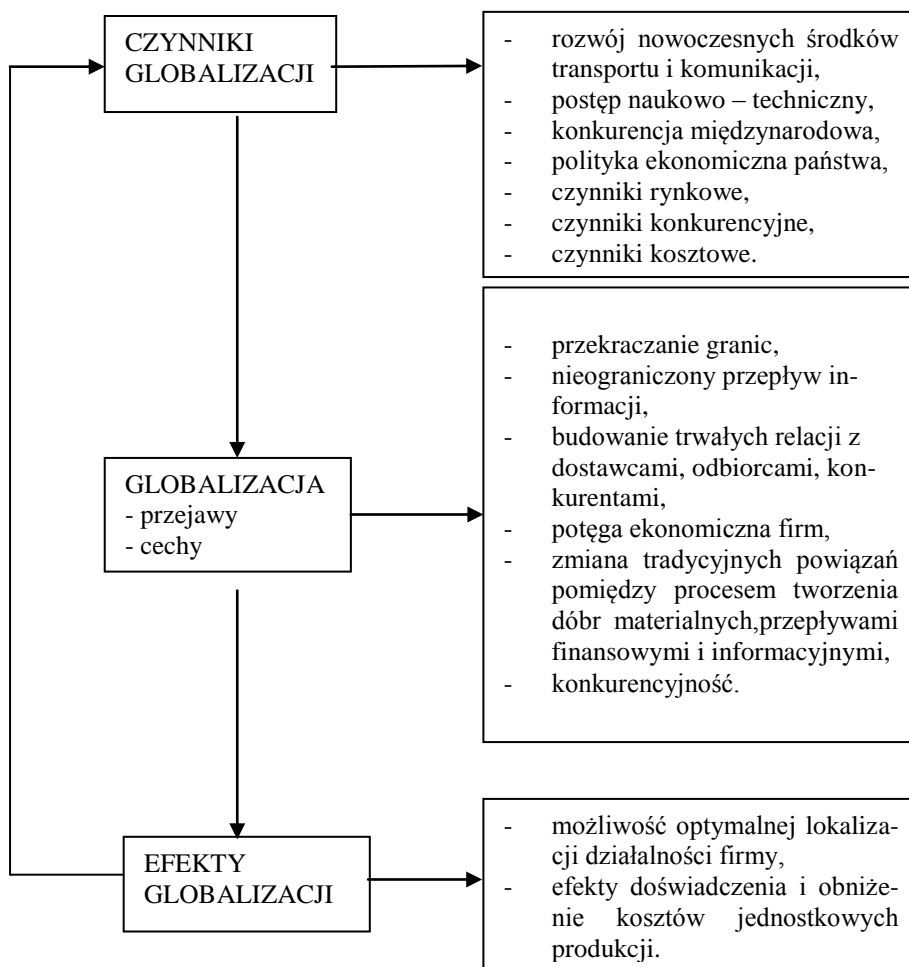 CZYNNIKI
GLOBALIZACJI
- rozwój nowoczesnych środków
transportu i komunikacji,
- postęp naukowo – techniczny,
- konkurencja międzynarodowa,
- polityka ekonomiczna państwa,
- czynniki rynkowe,
- czynniki konkurencyjne,
- czynniki kosztowe.
GLOBALIZACJA
- przejawy
- cechy
- przekraczanie granic,
- nieograniczony przepływ in-
formacji,
- budowanie trwałych relacji z
dostawcami, odbiorcami, kon-
kurentami,
- potęga ekonomiczna firm,
- zmiana tradycyjnych powiązań
pomiędzy procesem tworzenia
dóbr materialnych,przepływami
finansowymi i informacyjnymi,
- konkurencyjność.
EFEKTY
GLOBALIZACJI
- możliwość optymalnej lokaliza-
cji działalności firmy,
- efekty doświadczenia i obniże-
nie kosztów jednostkowych
produkcji.